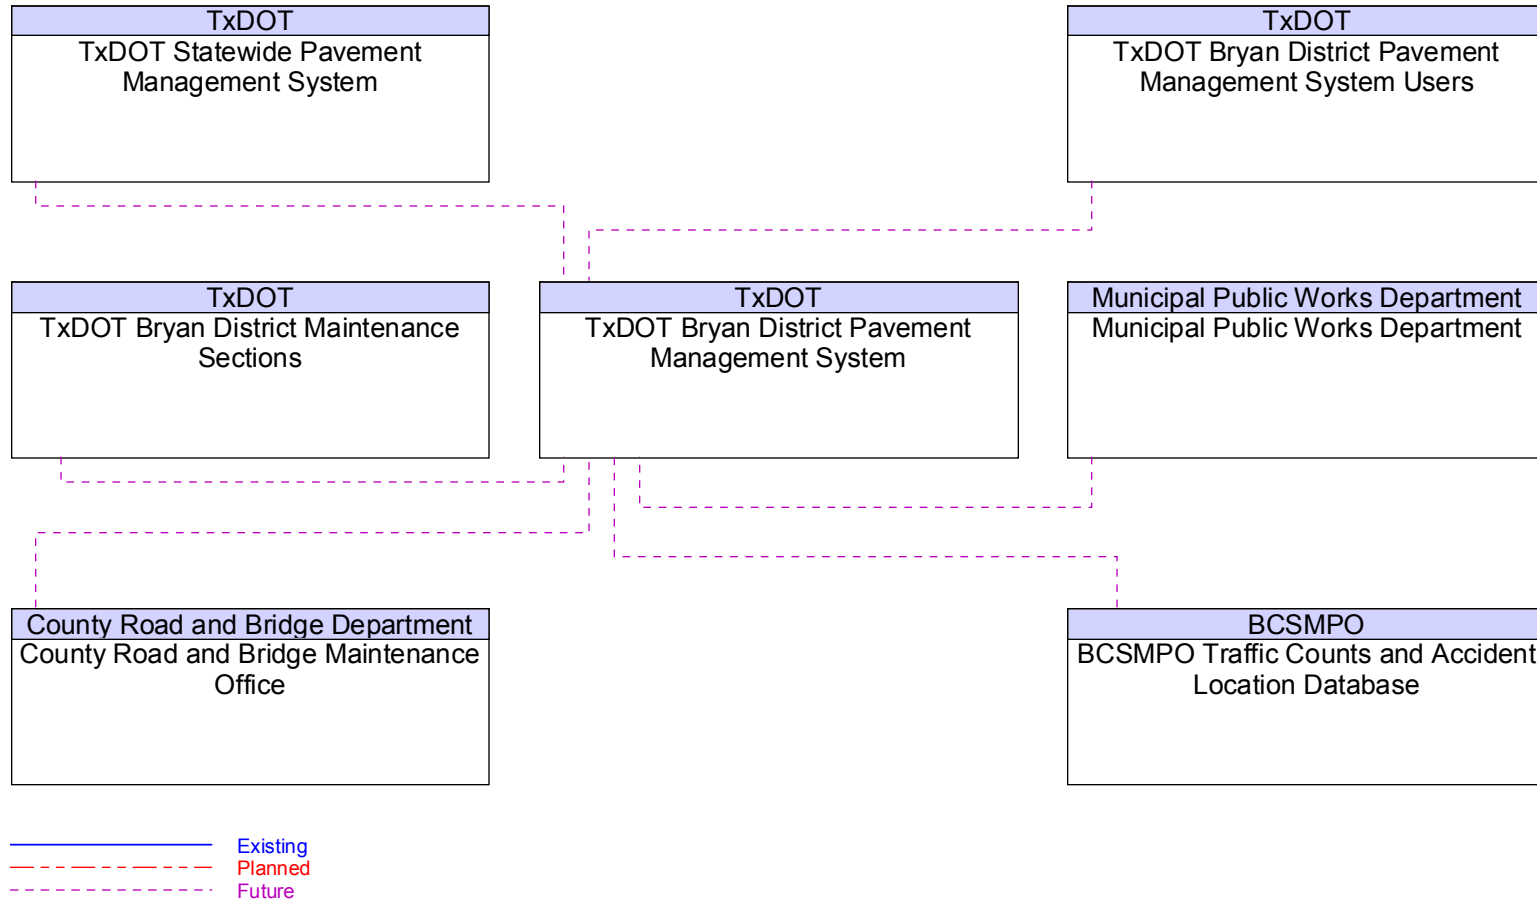 TxDOT
TxDOT Statewide Pavement
Management System
TxDOT
TxDOT Bryan District Pavement
Management System Users
TxDOT
TxDOT Bryan District Maintenance
Sections
TxDOT
TxDOT Bryan District Pavement
Management System
Municipal Public Works Department
Municipal Public Works Department
County Road and Bridge Department
County Road and Bridge Maintenance
Office
BCSMPO
BCSMPO Traffic Counts and Accident
Location Database
Existing
Planned
Future